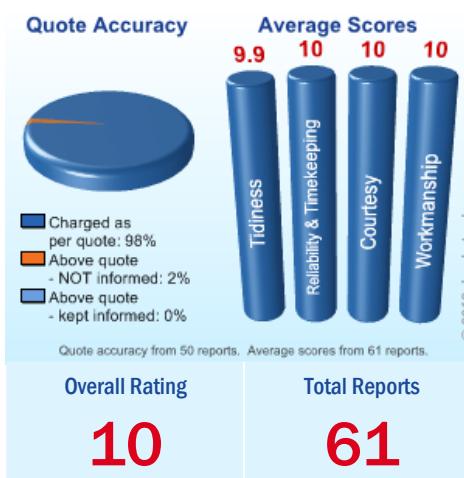 Quote Accuracy
Average Scores
9.9
10
10
10
Tidiness
Reliability & Timekeeping
Courtesy
Workmanship
Charged as
per quote: 98%
Above quote
- NOT informed: 2%
Above quote
- kept informed: 0%
Quote accuracy from 50 reports. Average scores from 61 reports.
Overall Rating
Total Reports
10
61